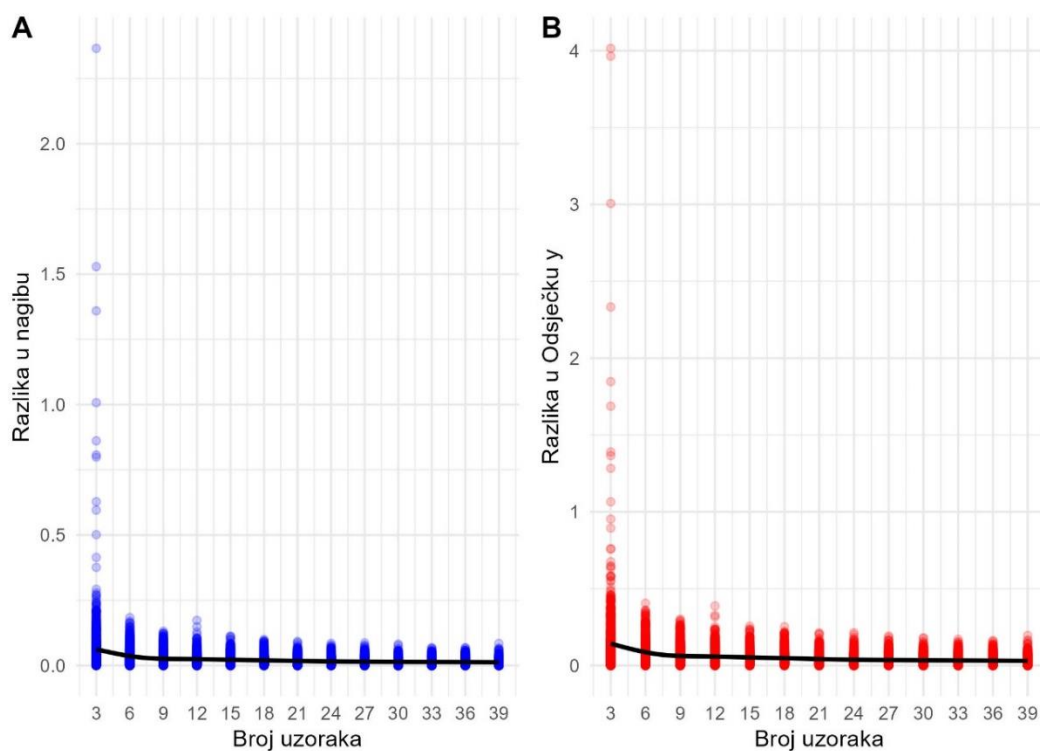 A
Razlika u nagibu
2.0
1.5
1.0
0.5
0.0
3 6 9 12 15 18 21 24 27 30 33 36 39
Broj uzoraka
B
Razlika u Odsječku y
4
3
2
1
0
3 6 9 12 15 18 21 24 27 30 33 36 39
Broj uzoraka